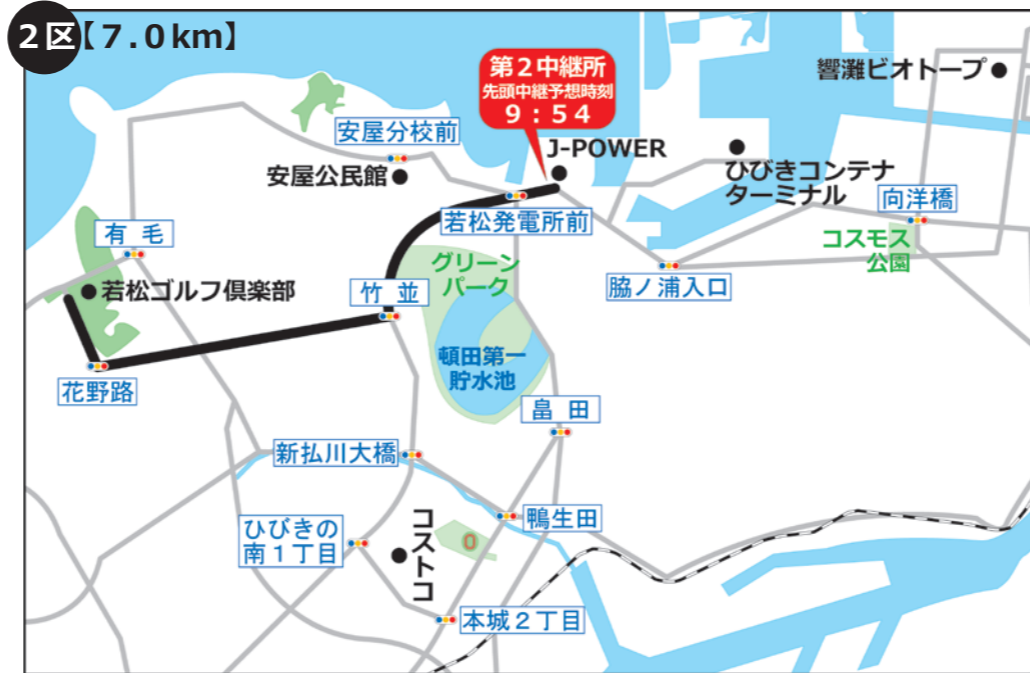 2区【7.0km】
第2中継所
先頭中継予想時刻
9:54
響灘ビオトープ
安屋分校前
J-POWER
安屋公民館
ひびきコンテナ
ターミナル
向洋橋
若松発電所前
有毛
コスモス
公園
グリーン
パーク
若松ゴルフ倶楽部
竹並
脇ノ浦入口
頓田第一
貯水池
花野路
畠田
新払川大橋
鴨生田
ひびきの
南1丁目
コストコ
0
本城2丁目